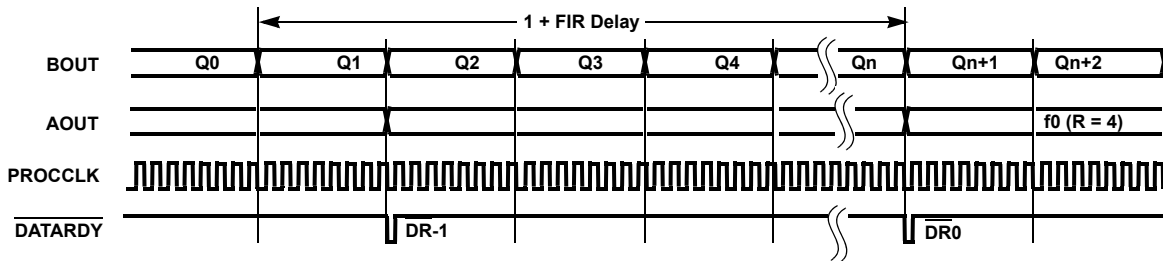 1 + FIR Delay
BOUT Q0 Q1 Q2 Q3 Q4 Qn Qn+1 Qn+2
AOUT f0 (R = 4)
PROCCLK
DATARDY DR-1 DR0